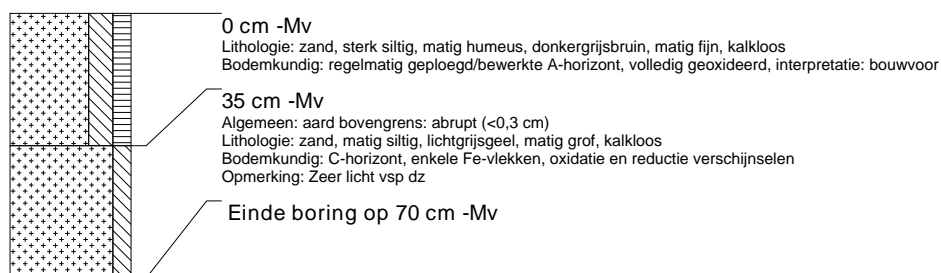 0 cm -Mv
Lithologie: zand, sterk siltig, matig humeus, donkergrijsbruin, matig fijn, kalkloos
Bodemkundig: regelmatig geploegd/bewerkte A-horizont, volledig geoxideerd, interpretatie: bouwvoor
35 cm -Mv
Algemeen: aard bovengrens: abrupt (<0,3 cm)
Lithologie: zand, matig siltig, lichtgrijsgeel, matig grof, kalkloos
Bodemkundig: C-horizont, enkele Fe-vlekken, oxidatie en reductie verschijnselen
Opmerking: Zeer licht vsp dz
Einde boring op 70 cm -Mv